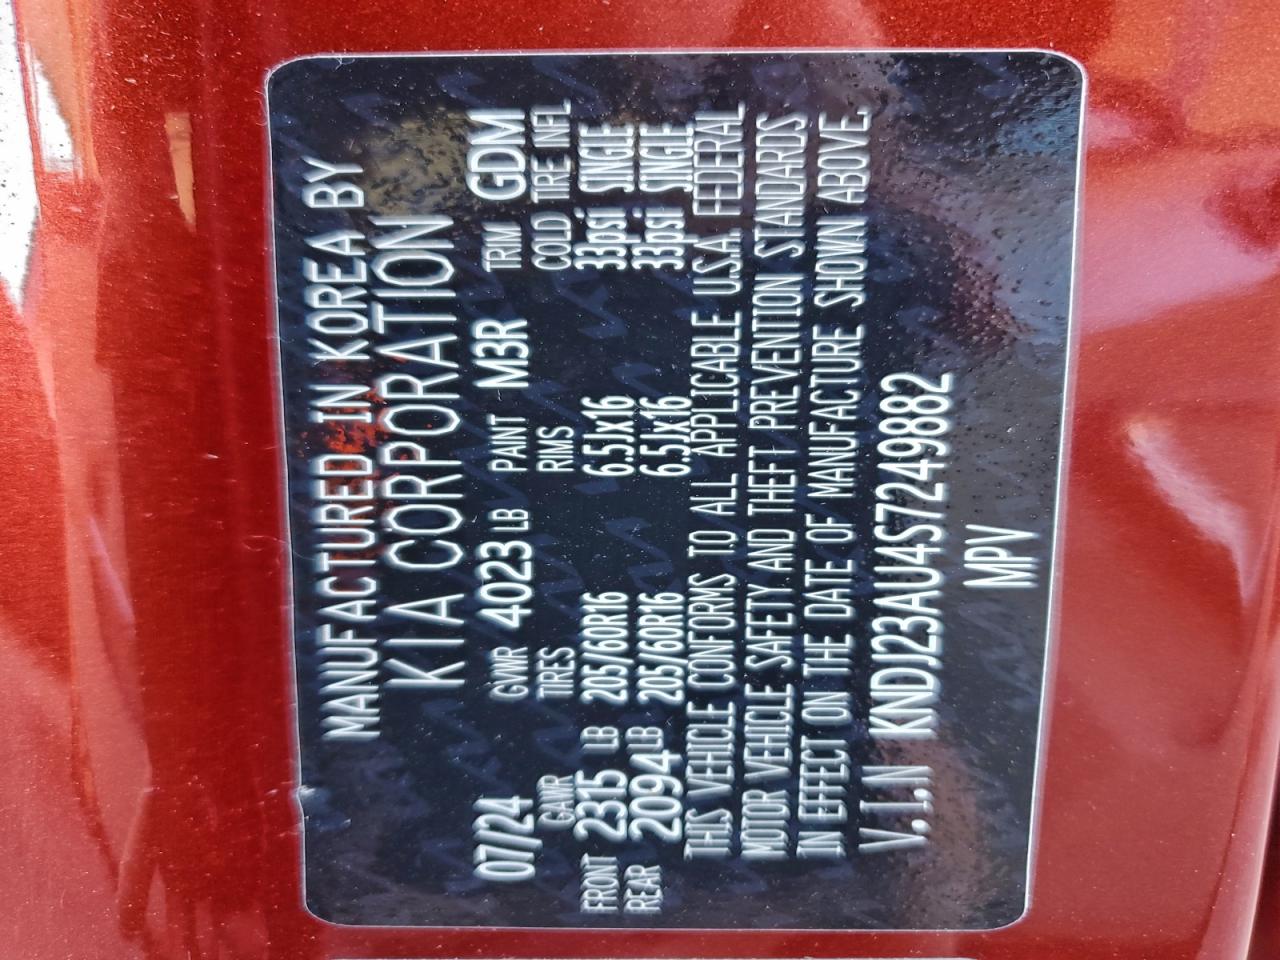 MANUFACTURED IN KOREA BY
KIA CORPORATION
07/24 GVWR 4023 LB PAINT M3R TRIM GDM
GAWR TIRES RIMS COLD TIRE INFL
FRONT 2315 LB 205/60R16 6.5Jx16 33psi SINGLE
REAR 2094 LB 205/60R16 6.5Jx16 33psi SINGLE
THIS VEHICLE CONFORMS TO ALL APPLICABLE U.S.A. FEDERAL
MOTOR VEHICLE SAFETY AND THEFT PREVENTION STANDARDS
IN EFFECT ON THE DATE OF MANUFACTURE SHOWN ABOVE.
V.I.N KNDJ23AU4S7249882
MPV